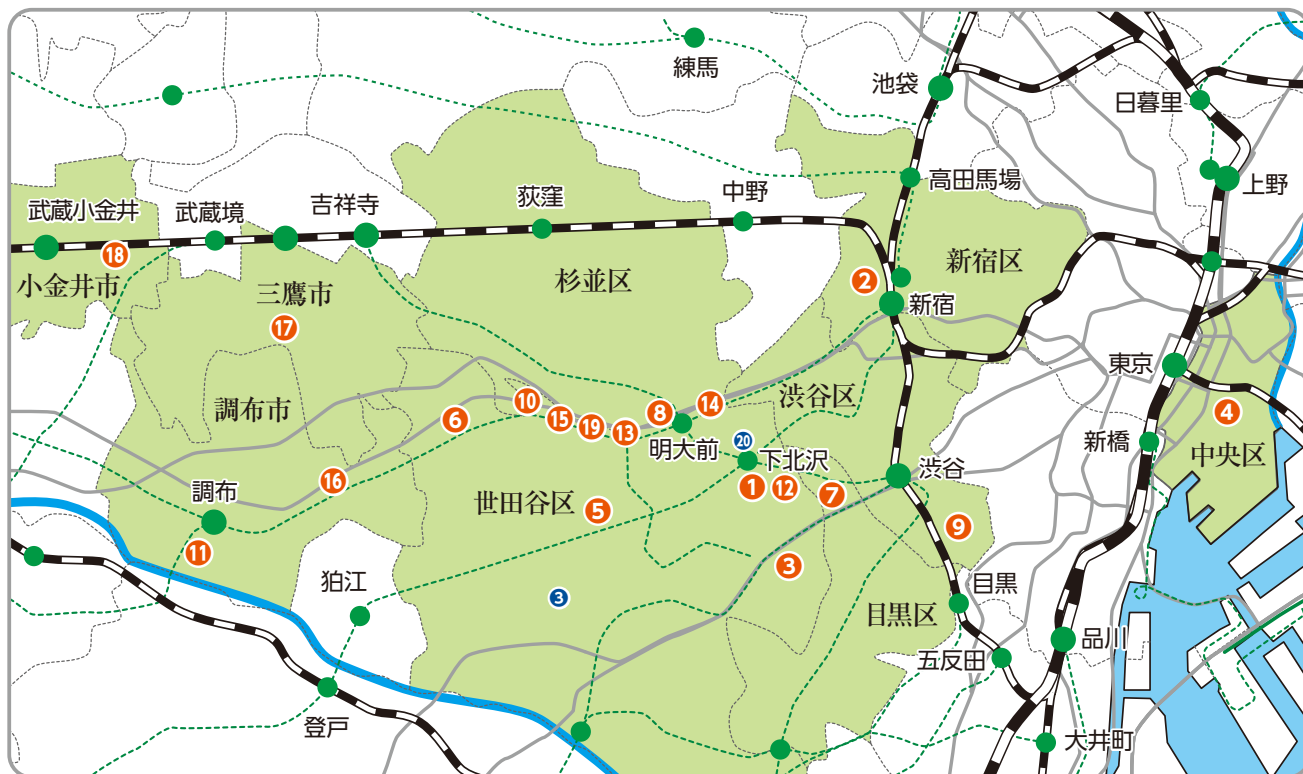 練馬
池袋
日暮里
高田馬場
上野
中野
荻窪
吉祥寺
武蔵境
武蔵小金井
⑱
小金井市
三鷹市
⑰
杉並区
②
新宿
新宿区
東京
調布市
⑥
⑩
⑮
⑲
⑬
⑧
⑭
渋谷区
明大前
⑳
下北沢
①
⑫
⑦
渋谷
新橋
④
中央区
⑯
調布
⑪
世田谷区
⑤
③
⑨
狛江
③
目黒
目黒区
五反田
品川
登戸
大井町